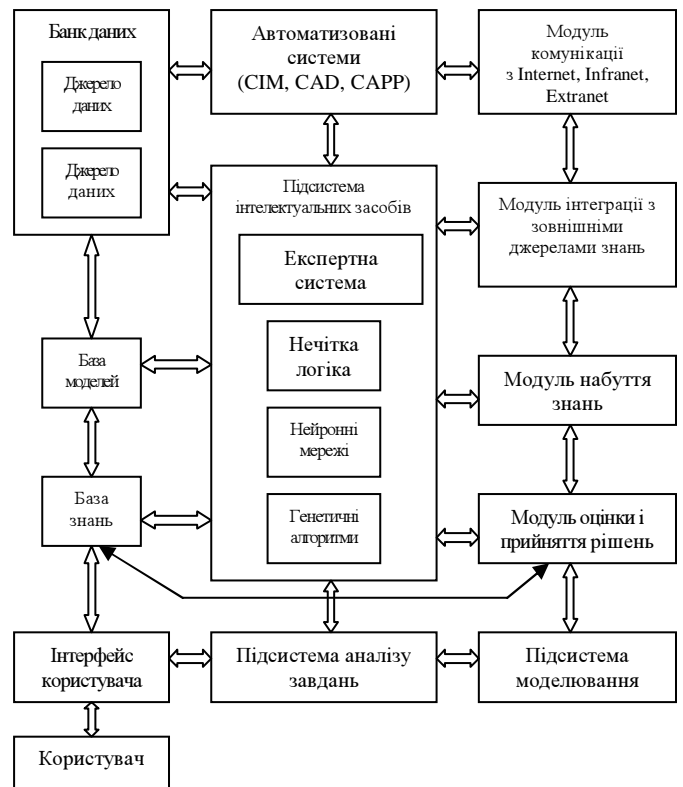 Банк даних
Джерело
даних
Джерело
даних
Автоматизовані
системи
(CIM, CAD, CAPP)
Модуль
комунікації
з Internet, Infranet,
Extranet
Підсистема
інтелектуальних засобів
Експертна
система
Нечітка
логіка
Нейронні
мережі
Генетичні
алгоритми
Модуль інтеграції з
зовнішніми
джерелами знань
База
моделей
Модуль набуття
знань
База
знань
Модуль оцінки і
прийняття рішень
Інтерфейс
користувача
Підсистема аналізу
завдань
Підсистема
моделювання
Користувач